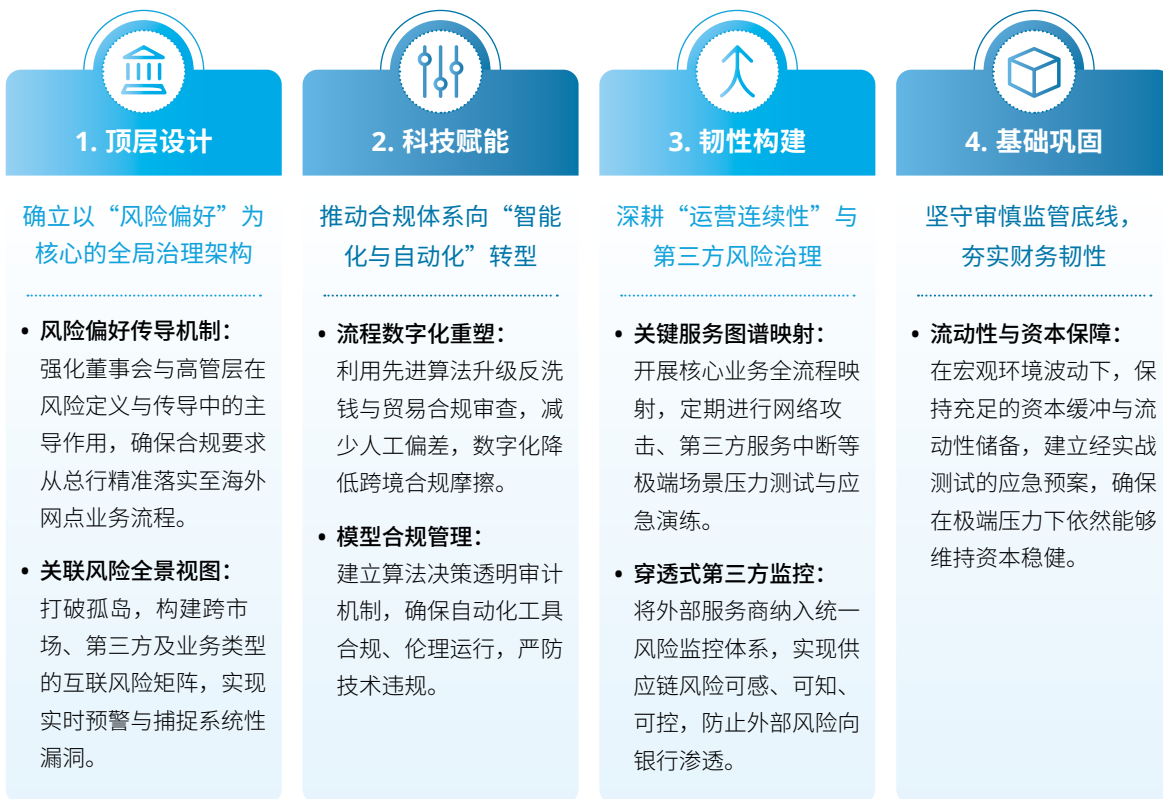 1. 顶层设计
确立以“风险偏好”为
核心的全局治理架构
• 风险偏好传导机制：
强化董事会与高管层在
风险定义与传导中的主
导作用，确保合规要求
从总行精准落实至海外
网点业务流程。
• 关联风险全景视图：
打破孤岛，构建跨市
场、第三方及业务类型
的互联风险矩阵，实现
实时预警与捕捉系统性
漏洞。
2. 科技赋能
推动合规体系向“智能
化与自动化”转型
• 流程数字化重塑：
利用先进算法升级反洗
钱与贸易合规审查，减
少人工偏差，数字化降
低跨境合规摩擦。
• 模型合规管理：
建立算法决策透明审计
机制，确保自动化工具
合规、伦理运行，严防
技术违规。
3. 韧性构建
深耕“运营连续性”与
第三方风险治理
• 关键服务图谱映射：
开展核心业务全流程映
射，定期进行网络攻
击、第三方服务中断等
极端场景压力测试与应
急演练。
• 穿透式第三方监控：
将外部服务商纳入统一
风险监控体系，实现供
应链风险可感、可知、
可控，防止外部风险向
银行渗透。
4. 基础巩固
坚守审慎监管底线，
夯实财务韧性
• 流动性与资本保障：
在宏观环境波动下，保
持充足的资本缓冲与流
动性储备，建立经实战
测试的应急预案，确保
在极端压力下依然能够
维持资本稳健。